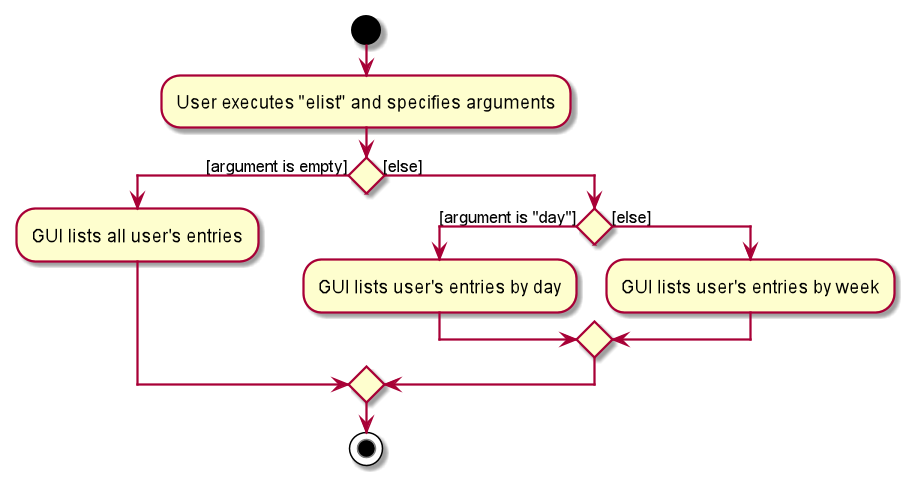 User executes "elist" and specifies arguments
[argument is empty]
[else]
GUI lists all user's entries
[argument is "day"]
[else]
GUI lists user's entries by day
GUI lists user's entries by week